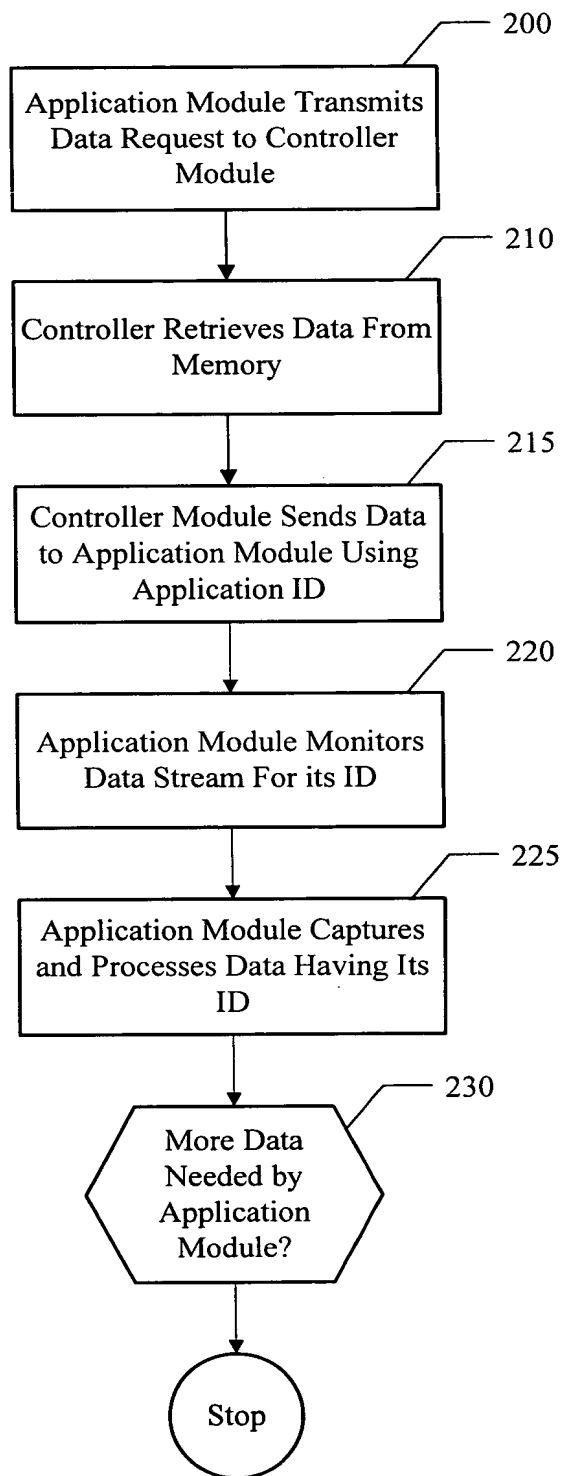 200
Application Module Transmits
Data Request to Controller
Module
210
Controller Retrieves Data From
Memory
215
Controller Module Sends Data
to Application Module Using
Application ID
220
Application Module Monitors
Data Stream For its ID
225
Application Module Captures
and Processes Data Having Its
ID
230
More Data
Needed by
Application
Module?
Stop